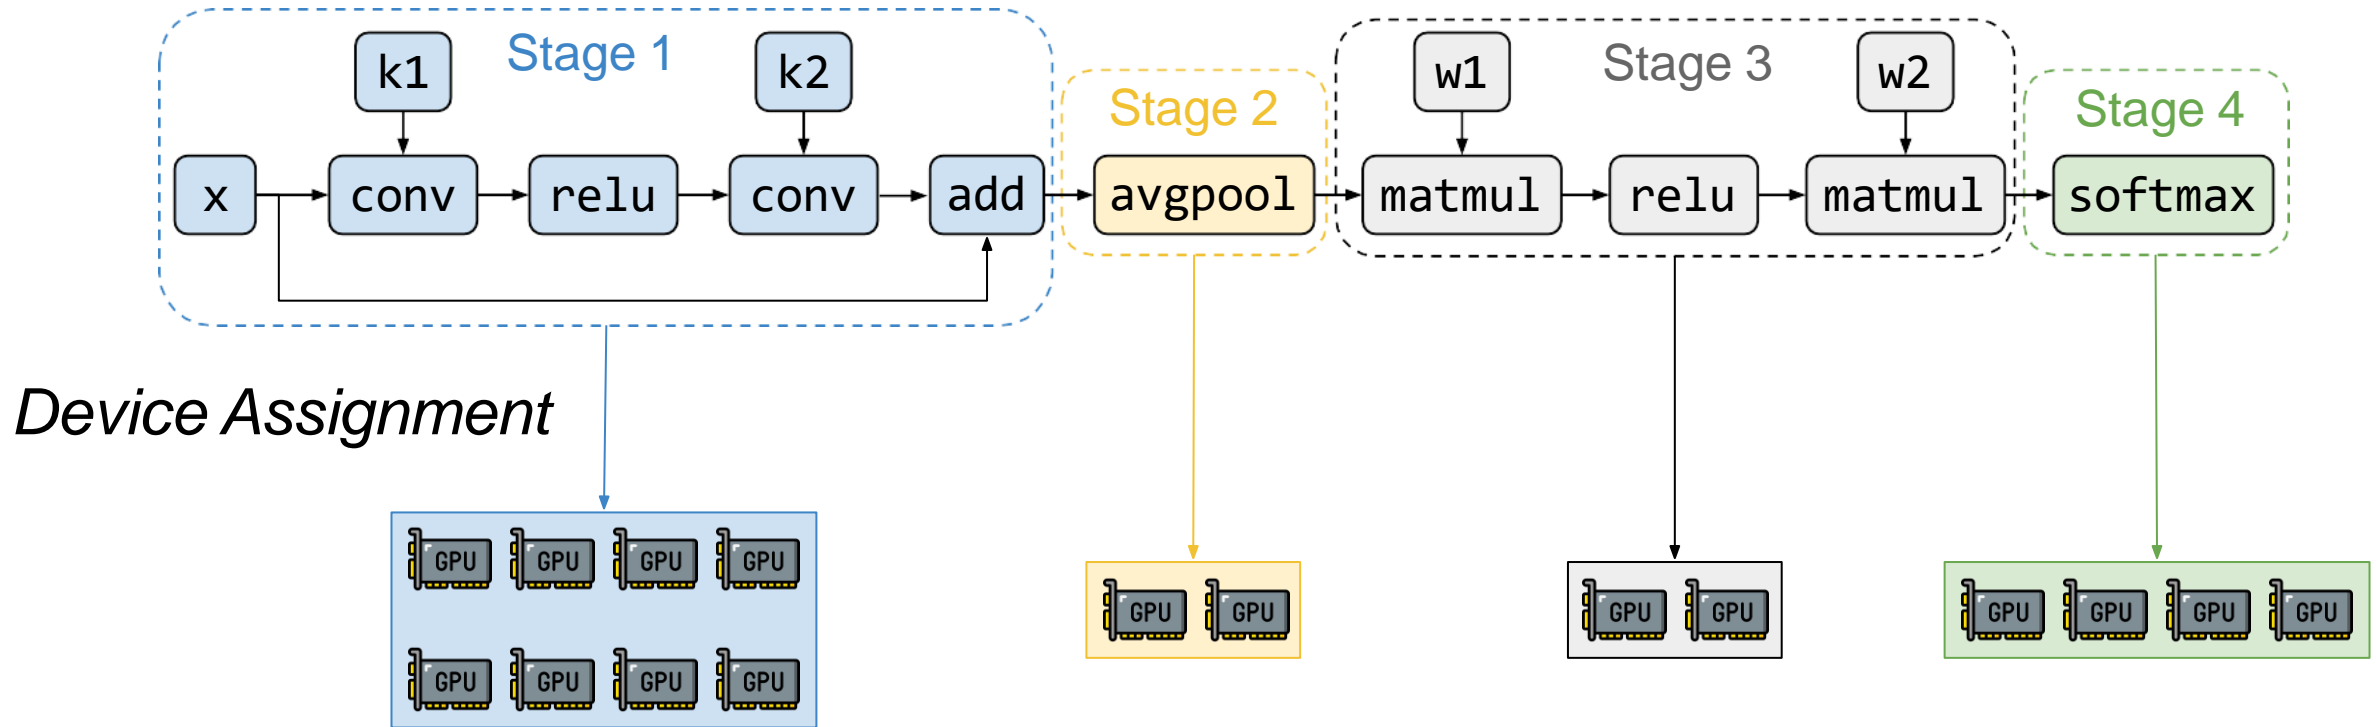 Stage 1
k1
k2
x
conv
relu
conv
add
Stage 2
avgpool
Stage 3
w1
w2
matmul
relu
matmul
Stage 4
softmax
Device Assignment
GPU GPU GPU GPU
GPU GPU GPU GPU
GPU GPU
GPU GPU
GPU GPU GPU GPU